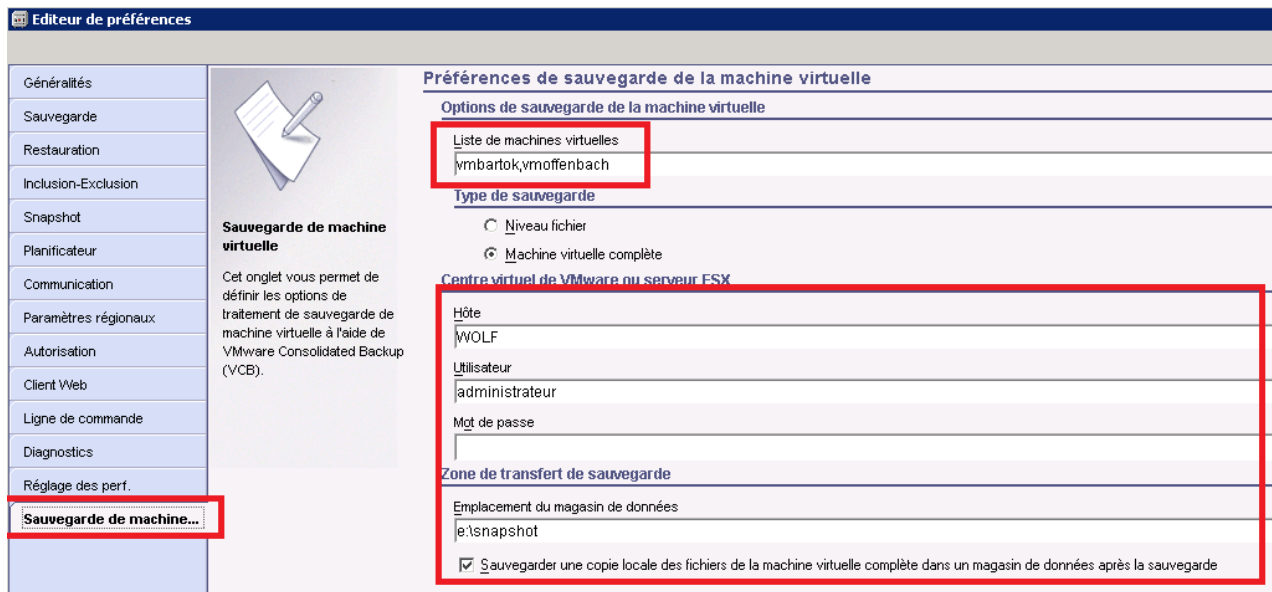 Editeur de préférences
Généralités
Sauvegarde
Restauration
Inclusion-Exclusion
Snapshot
Planificateur
Communication
Paramètres régionaux
Autorisation
Client Web
Ligne de commande
Diagnostics
Réglage des perf.
Sauvegarde de machine...
Sauvegarde de machine
virtuelle
Cet onglet vous permet de
définir les options de
traitement de sauvegarde de
machine virtuelle à l'aide de
VMware Consolidated Backup
(VCB).
Préférences de sauvegarde de la machine virtuelle
Options de sauvegarde de la machine virtuelle
Liste de machines virtuelles
vmbartok,vmoffenbach
Type de sauvegarde
Niveau fichier
Machine virtuelle complète
Centre virtuel de VMware ou serveur ESX
Hôte
WOLF
Utilisateur
administrateur
Mot de passe
Zone de transfert de sauvegarde
Emplacement du magasin de données
e:\snapshot
Sauvegarder une copie locale des fichiers de la machine virtuelle complète dans un magasin de données après la sauvegarde